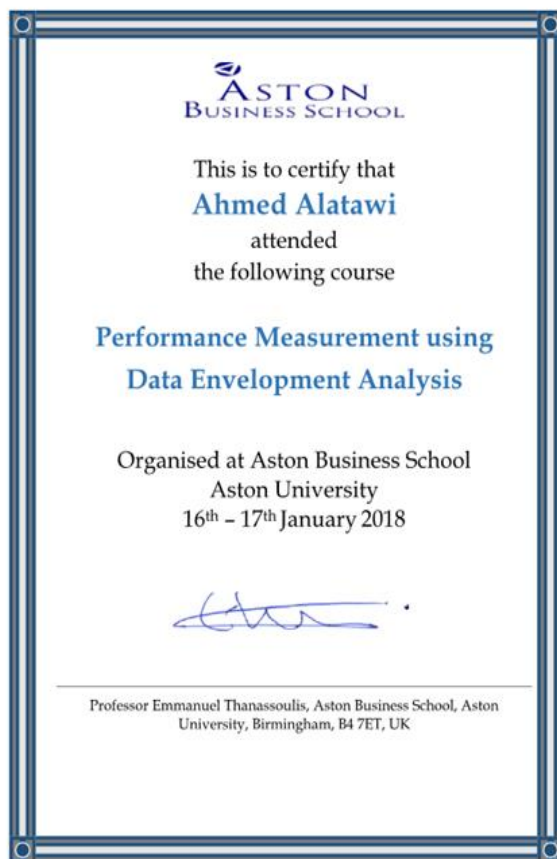 ASTON
BUSINESS SCHOOL
This is to certify that
Ahmed Alatawi
attended
the following course
Performance Measurement using
Data Envelopment Analysis
Organised at Aston Business School
Aston University
16th – 17th January 2018
Professor Emmanuel Thanassoulis, Aston Business School, Aston
University, Birmingham, B4 7ET, UK